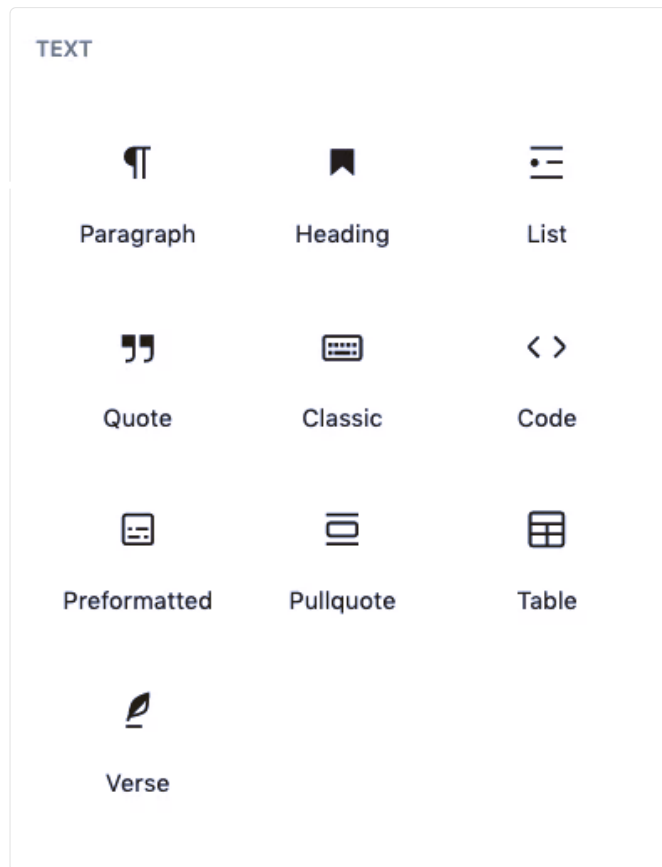 TEXT
Paragraph Heading List
Quote Classic Code
Preformatted Pullquote Table
Verse